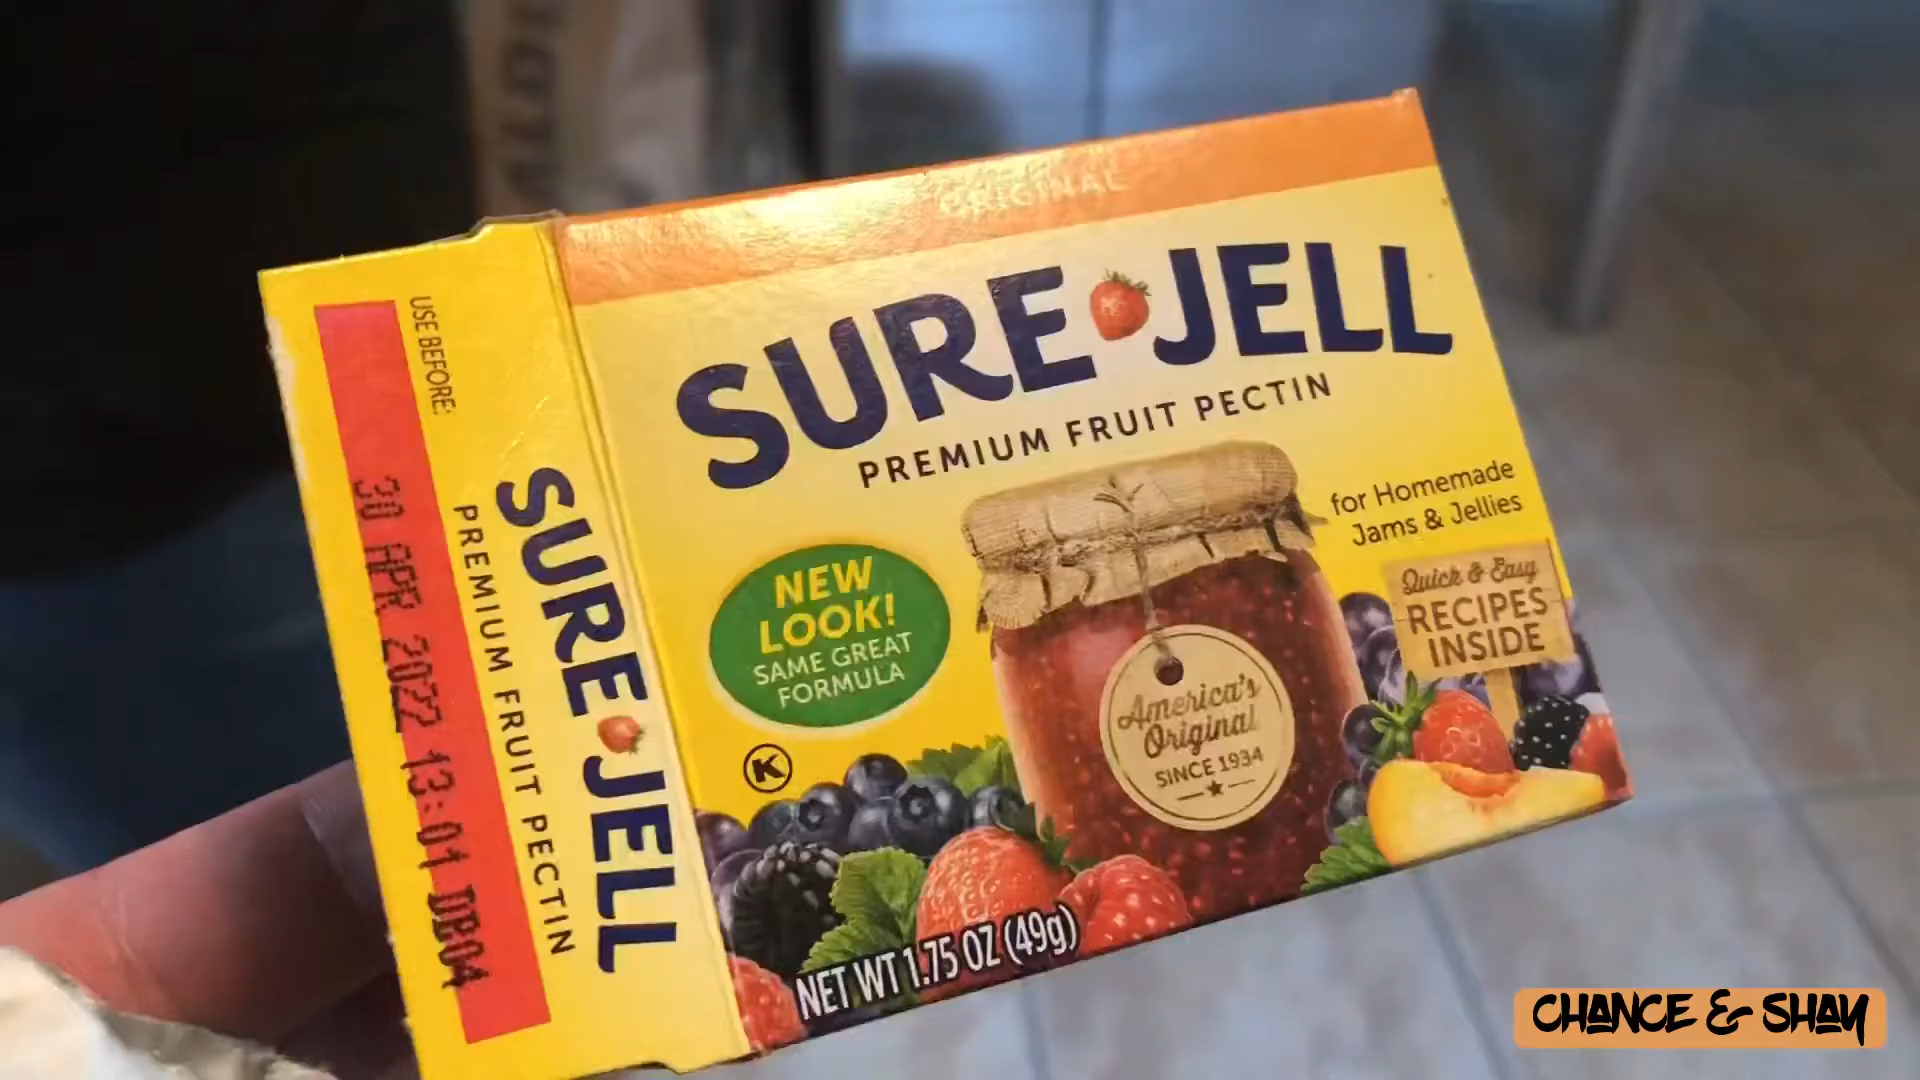 ORIGINAL
SURE JELL
PREMIUM FRUIT PECTIN
for Homemade
Jams & Jellies
Quick & Easy
RECIPES
INSIDE
NEW
LOOK!
SAME GREAT
FORMULA
America's
Original
SINCE 1934
K
NET WT 1.75 OZ (49g)
USE BEFORE:
30 APR 2022 13:01 DB04
SURE JELL
PREMIUM FRUIT PECTIN
CHANCE & SHAY